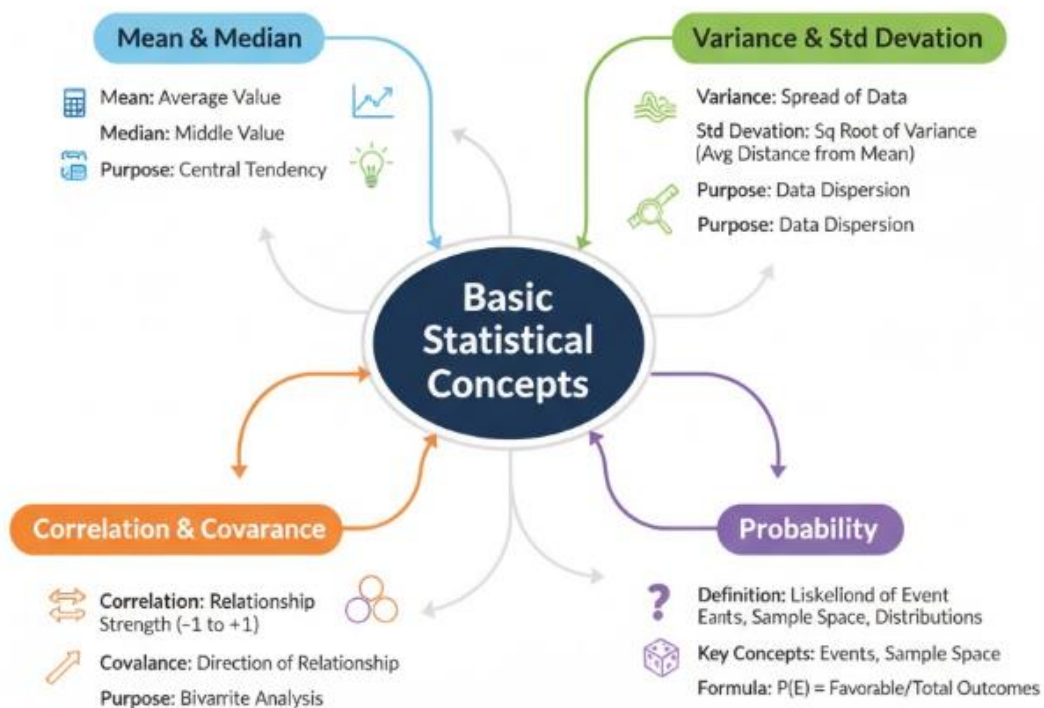 Mean & Median
Mean: Average Value
Median: Middle Value
Purpose: Central Tendency
Variance & Std Devation
Variance: Spread of Data
Std Devation: Sq Root of Variance
(Avg Distance from Mean)
Purpose: Data Dispersion
Purpose: Data Dispersion
Basic
Statistical
Concepts
Correlation & Covarance
Correlation: Relationship
Strength (-1 to +1)
Covalance: Direction of Relationship
Purpose: Bivarrite Analysis
Probability
Definition: Liskellond of Event
Eants, Sample Space, Distributions
Key Concepts: Events, Sample Space
Formula: P(E) = Favorable/Total Outcomes